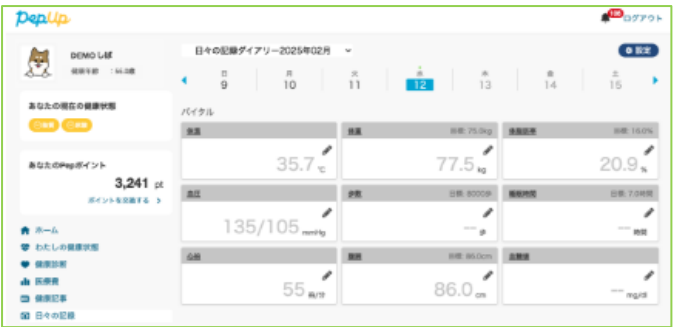 PepUp
100 ログアウト
DEMO しば
健康年齢 : 56.0歳
あなたの現在の健康状態
あなたのPepポイント
3,241 pt
ポイントを交換する >
ホーム
わたしの健康状態
健康診断
医療費
健康記事
日々の記録
日々の記録ダイアリー2025年02月
設定
日 月 火 水 木 金 土
9 10 11 12 13 14 15
バイタル
体温
35.7 ℃
体重 目標: 75.0kg
77.5 kg
体脂肪率 目標: 18.0%
20.9 %
血圧
135/105 mmHg
歩数 目標: 8000歩
-- 歩
睡眠時間 目標: 7.0時間
-- 時間
心拍
55 拍/分
腹囲 目標: 86.0cm
86.0 cm
血糖値
-- mg/dl